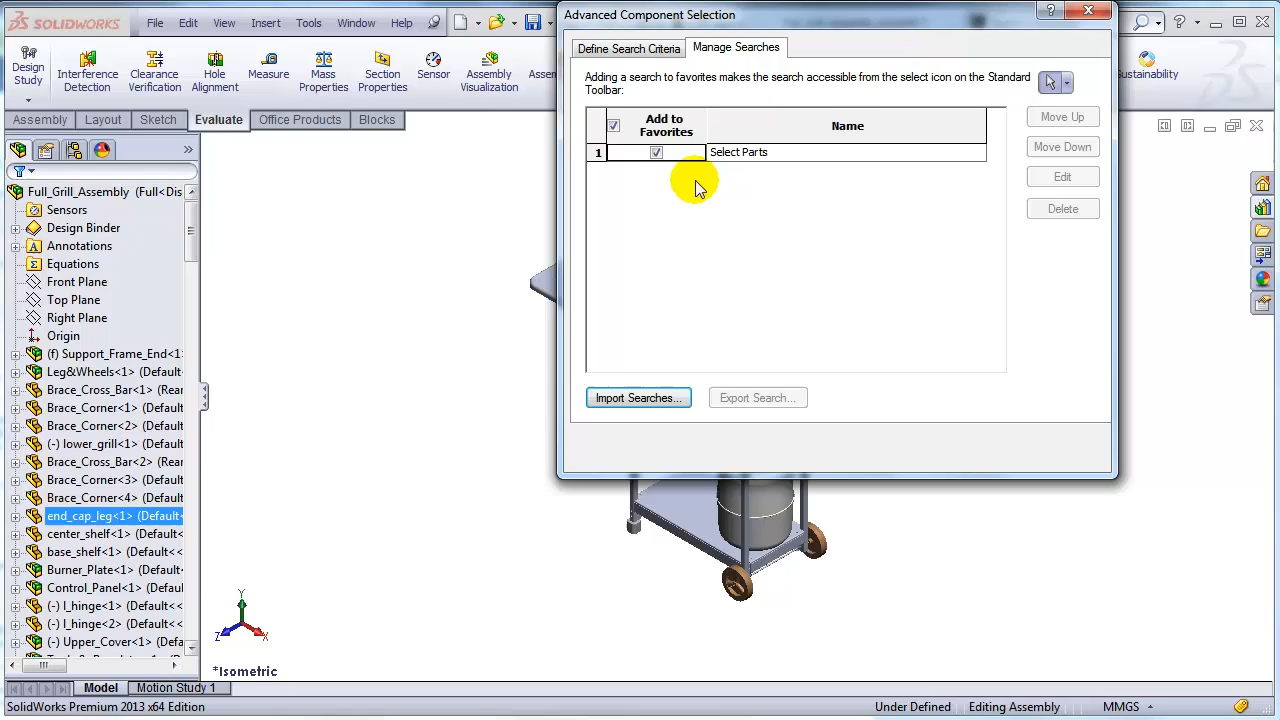 SOLIDWORKS
File Edit View Insert Tools Window Help
Advanced Component Selection
Define Search Criteria Manage Searches
Adding a search to favorites makes the search accessible from the select icon on the Standard
Toolbar:
Add to
Favorites
Name
1 Select Parts
Move Up
Move Down
Edit
Delete
Import Searches... Export Search...
Design
Study
Interference
Detection
Clearance
Verification
Hole
Alignment
Measure
Mass
Properties
Section
Properties
Sensor
Assembly
Visualization
Assem
Sustainability
Assembly Layout Sketch Evaluate Office Products Blocks
Full_Grill_Assembly (Full<Dis
Sensors
Design Binder
Annotations
Equations
Front Plane
Top Plane
Right Plane
Origin
(f) Support_Frame_End<1>
Leg&Wheels<1> (Default
Brace_Cross_Bar<1> (Rear
Brace_Corner<1> (Default
Brace_Corner<2> (Default
(-) lower_grill<1> (Default
Brace_Cross_Bar<2> (Rear
Brace_Corner<3> (Default
Brace_Corner<4> (Default
end_cap_leg<1> (Default<
center_shelf<1> (Default<
base_shelf<1> (Default<<
Burner_Plate<1> (Default
Control_Panel<1> (Default
(-) l_hinge<1> (Default<<
(-) l_hinge<2> (Default<<
(-) Upper_Cover<1> (Defa
Y
Z
X
*Isometric
Model Motion Study 1
SolidWorks Premium 2013 x64 Edition
Under Defined Editing Assembly MMGS